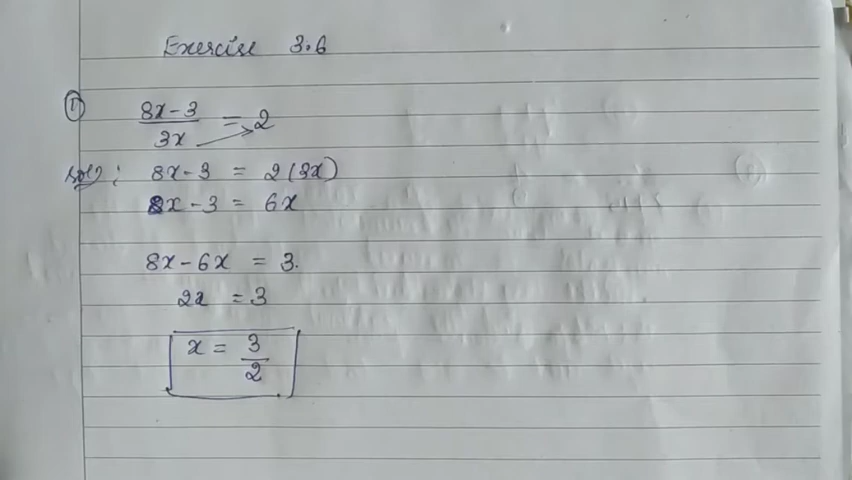 Exercise 3.6
① 8x-3/3x = 2
Sol: 8x-3 = 2(3x)
8x-3 = 6x
8x-6x = 3.
2x = 3
x = 3/2